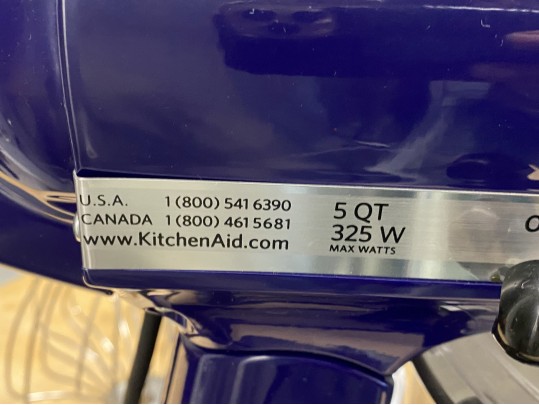 U.S.A. 1(800) 541 6390
CANADA 1(800) 461 5681
www.KitchenAid.com
5 QT
325 W
MAX WATTS